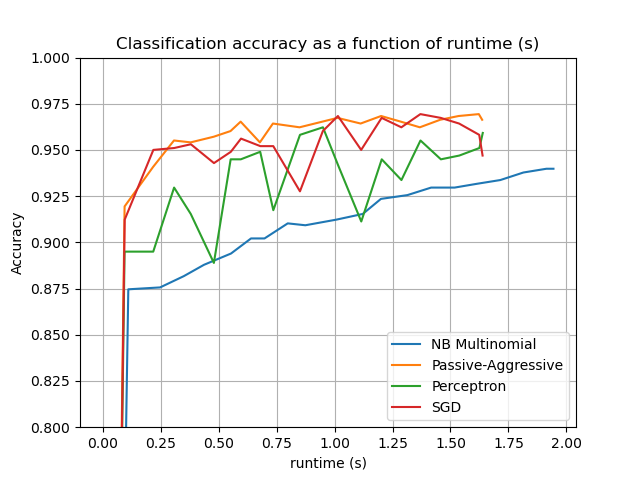 Classification accuracy as a function of runtime (s)
1.000
0.975
0.950
0.925
0.900
0.875
0.850
0.825
0.800
Accuracy
NB Multinomial
Passive-Aggressive
Perceptron
SGD
0.00 0.25 0.50 0.75 1.00 1.25 1.50 1.75 2.00
runtime (s)